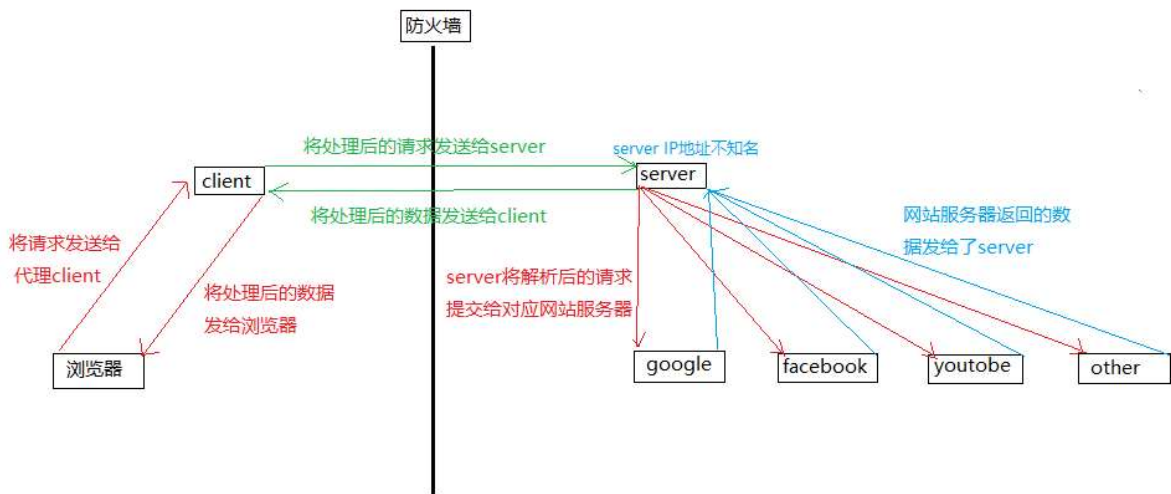 防火墙
将处理后的请求发送给server
server IP地址不知名
client
server
将处理后的数据发送给client
网站服务器返回的数
据发给了server
将请求发送给
代理client
将处理后的数据
发给浏览器
server将解析后的请求
提交给对应网站服务器
浏览器
google
facebook
youtobe
other